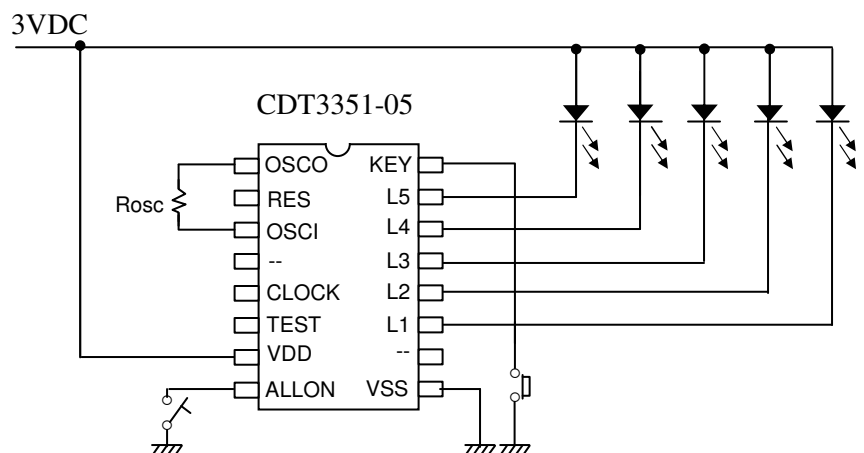 3VDC
CDT3351-05
OSCO
KEY
RES
L5
Rosc
OSCI
L4
--
L3
CLOCK
L2
TEST
L1
VDD
--
ALLON
VSS